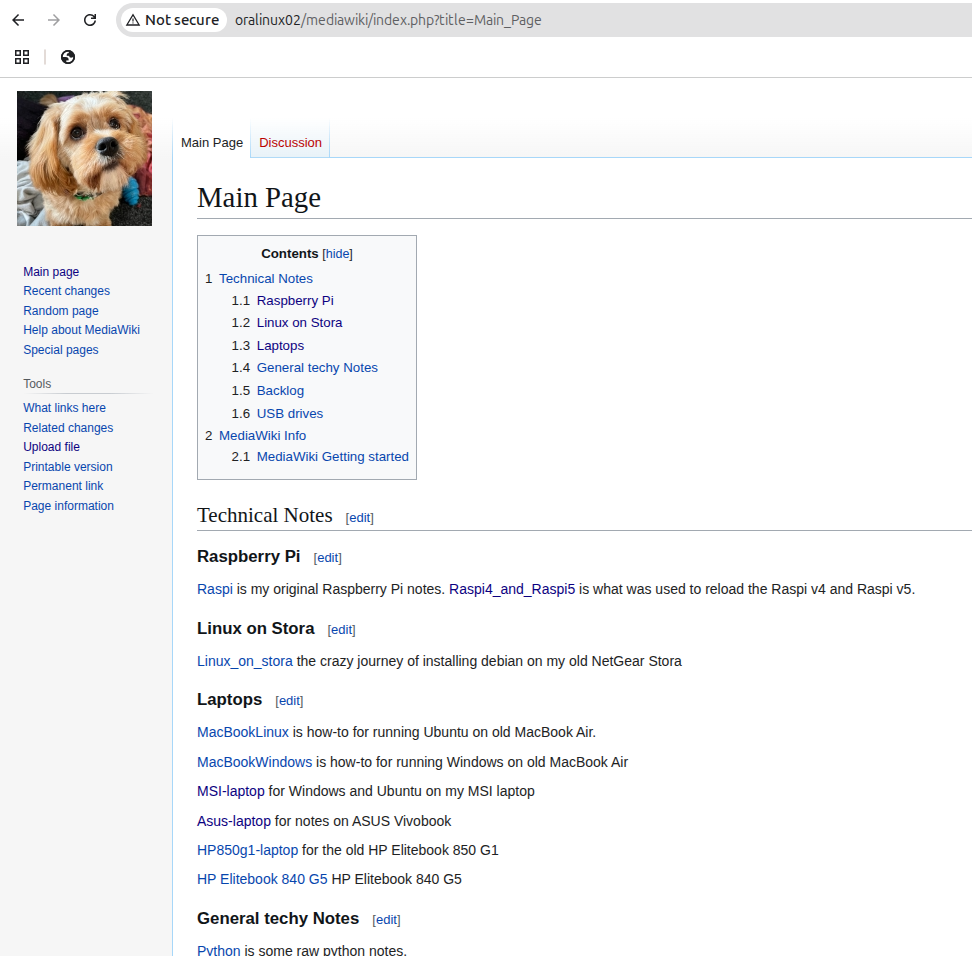 Not secure oralinux02/mediawiki/index.php?title=Main_Page
Main Page Discussion
Main Page
Main page
Recent changes
Random page
Help about MediaWiki
Special pages
Tools
What links here
Related changes
Upload file
Printable version
Permanent link
Page information
Contents [hide]
1 Technical Notes
1.1 Raspberry Pi
1.2 Linux on Stora
1.3 Laptops
1.4 General techy Notes
1.5 Backlog
1.6 USB drives
2 MediaWiki Info
2.1 MediaWiki Getting started
Technical Notes [edit]
Raspberry Pi [edit]
Raspi is my original Raspberry Pi notes. Raspi4_and_Raspi5 is what was used to reload the Raspi v4 and Raspi v5.
Linux on Stora [edit]
Linux_on_stora the crazy journey of installing debian on my old NetGear Stora
Laptops [edit]
MacBookLinux is how-to for running Ubuntu on old MacBook Air.
MacBookWindows is how-to for running Windows on old MacBook Air
MSI-laptop for Windows and Ubuntu on my MSI laptop
Asus-laptop for notes on ASUS Vivobook
HP850g1-laptop for the old HP Elitebook 850 G1
HP Elitebook 840 G5 HP Elitebook 840 G5
General techy Notes [edit]
Python is some raw python notes.